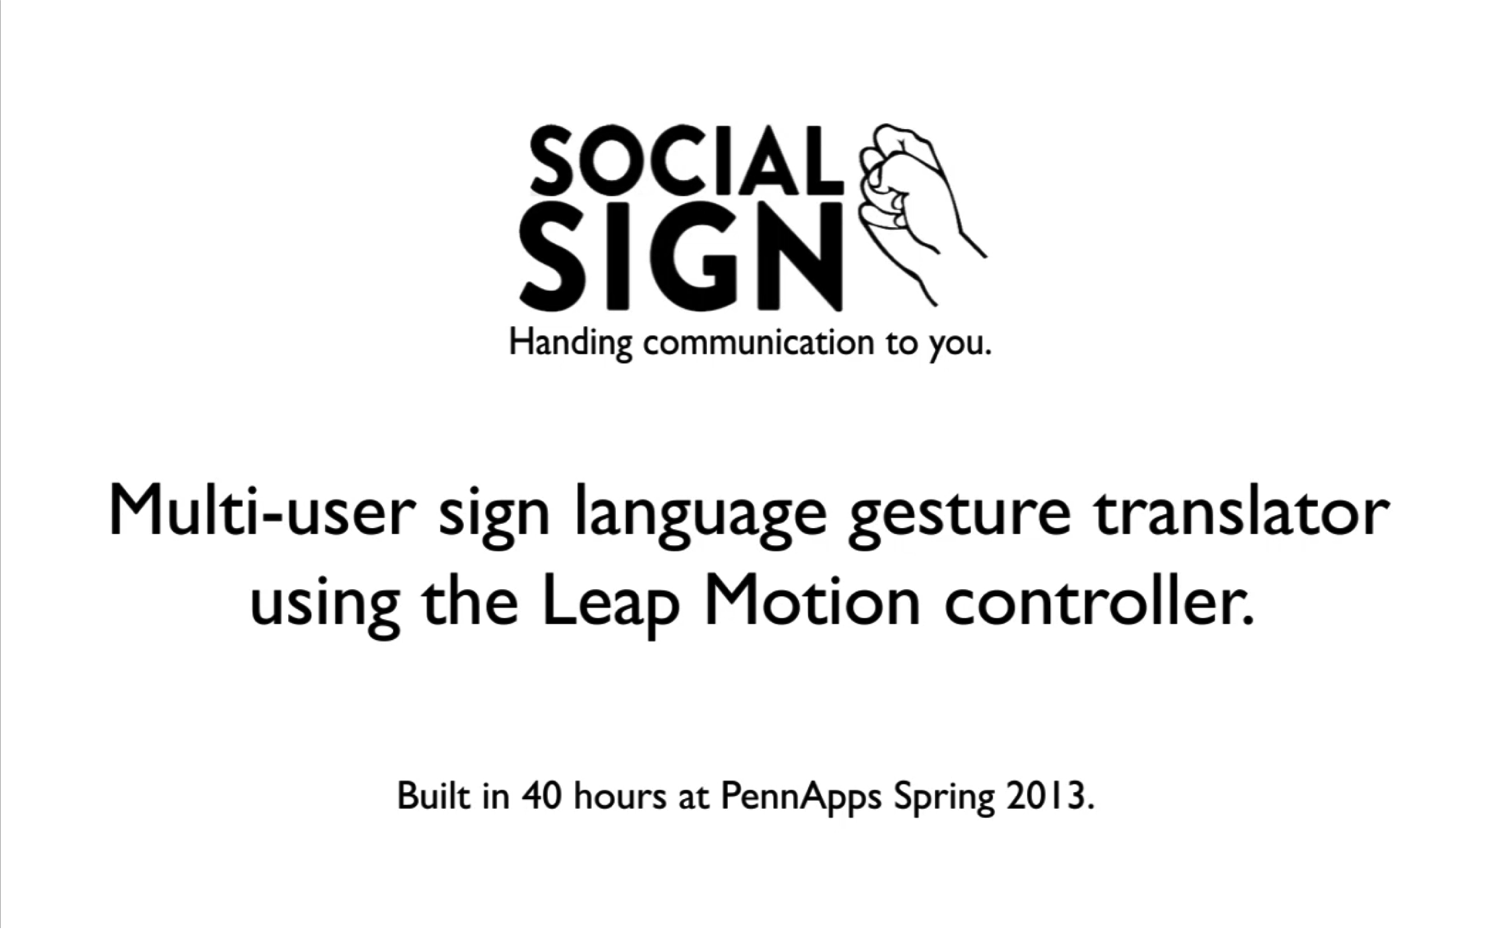 SOCIAL
SIGN
Handing communication to you.
Multi-user sign language gesture translator
using the Leap Motion controller.
Built in 40 hours at PennApps Spring 2013.